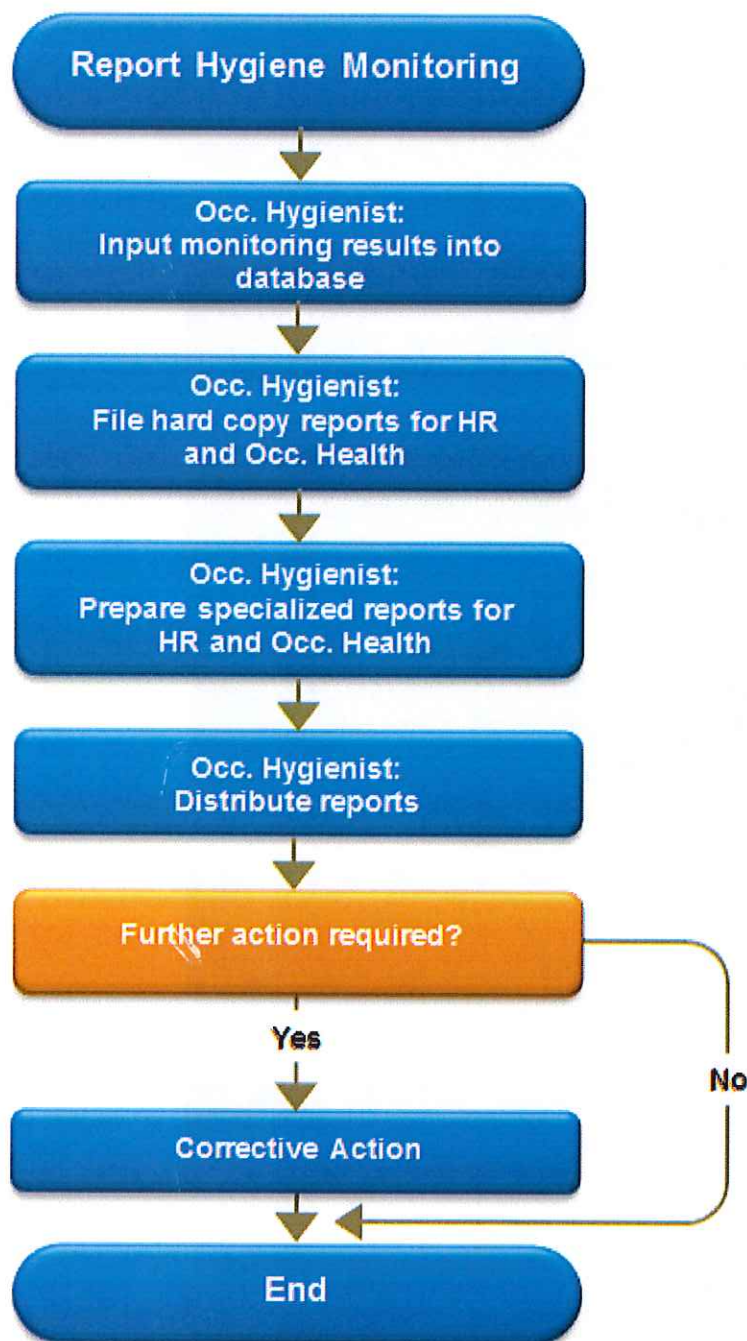 Report Hygiene Monitoring
Occ. Hygienist:
Input monitoring results into
database
Occ. Hygienist:
File hard copy reports for HR
and Occ. Health
Occ. Hygienist:
Prepare specialized reports for
HR and Occ. Health
Occ. Hygienist:
Distribute reports
Further action required?
Yes
No
Corrective Action
End